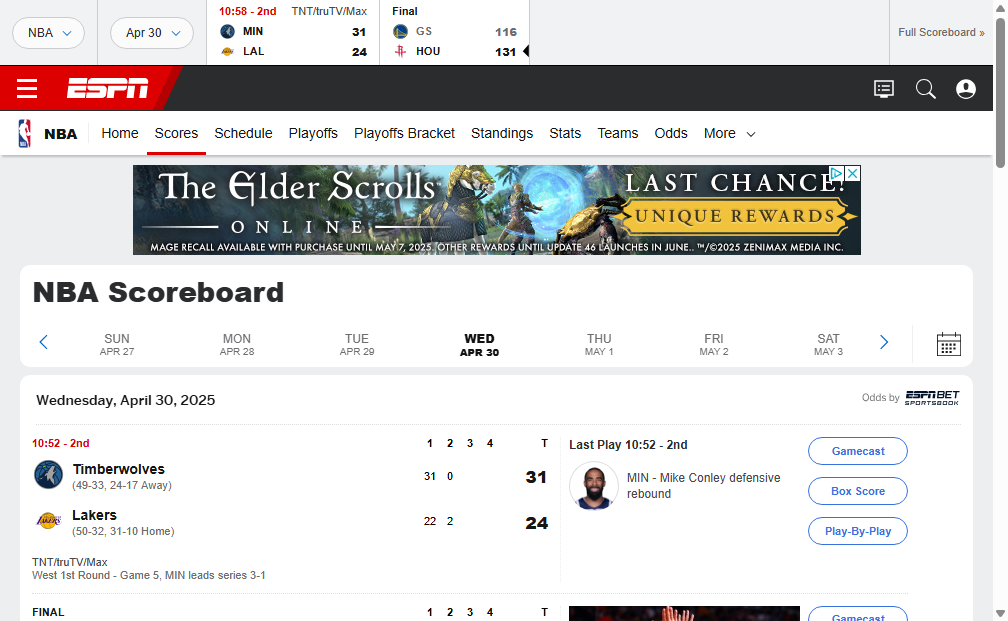 NBA
Apr 30
10:58 - 2nd TNT/truTV/Max
MIN 31
LAL 24
Final
GS 116
HOU 131
Full Scoreboard »
ESPN
NBA Home Scores Schedule Playoffs Playoffs Bracket Standings Stats Teams Odds More
The Elder Scrolls
ONLINE
LAST CHANCE!
UNIQUE REWARDS
MAGE RECALL AVAILABLE WITH PURCHASE UNTIL MAY 7, 2025. OTHER REWARDS UNTIL UPDATE 46 LAUNCHES IN JUNE.. ™/©2025 ZENIMAX MEDIA INC.
NBA Scoreboard
SUN MON TUE WED THU FRI SAT
APR 27 APR 28 APR 29 APR 30 MAY 1 MAY 2 MAY 3
Wednesday, April 30, 2025
Odds by ESPN BET SPORTSBOOK
10:52 - 2nd 1 2 3 4 T
Timberwolves 31 0 31
(49-33, 24-17 Away)
Lakers 22 2 24
(50-32, 31-10 Home)
TNT/truTV/Max
West 1st Round - Game 5, MIN leads series 3-1
Last Play 10:52 - 2nd
MIN - Mike Conley defensive
rebound
Gamecast
Box Score
Play-By-Play
FINAL 1 2 3 4 T
Gamecast